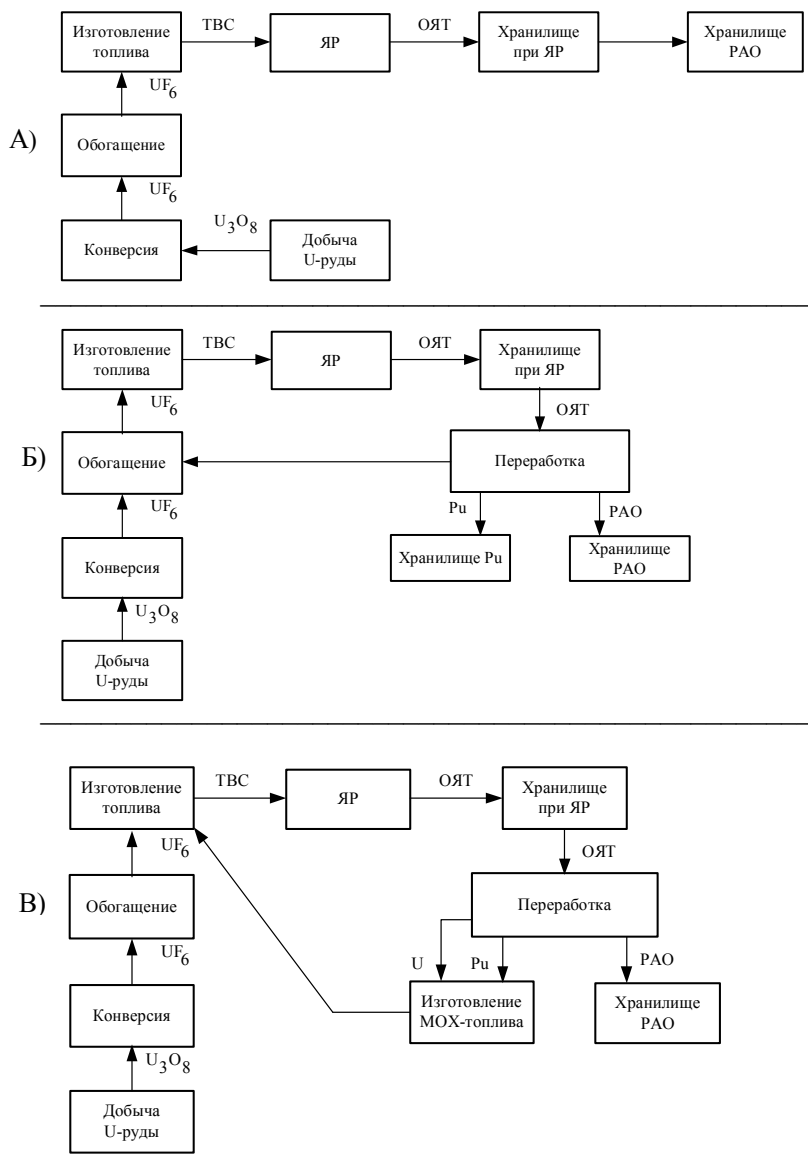 Изготовление
топлива
ТВС
ЯР
ОЯТ
Хранилище
при ЯР
Хранилище
РАО
UF6
А)
Обогащение
UF6
Конверсия
U3O8
Добыча
U-руды
Изготовление
топлива
ТВС
ЯР
ОЯТ
Хранилище
при ЯР
UF6
ОЯТ
Б)
Обогащение
Переработка
UF6
Pu
РАО
Хранилище Pu
Хранилище
РАО
Конверсия
U3O8
Добыча
U-руды
Изготовление
топлива
ТВС
ЯР
ОЯТ
Хранилище
при ЯР
UF6
ОЯТ
В)
Обогащение
Переработка
UF6
U
Pu
РАО
Изготовление
МОХ-топлива
Хранилище
РАО
Конверсия
U3O8
Добыча
U-руды